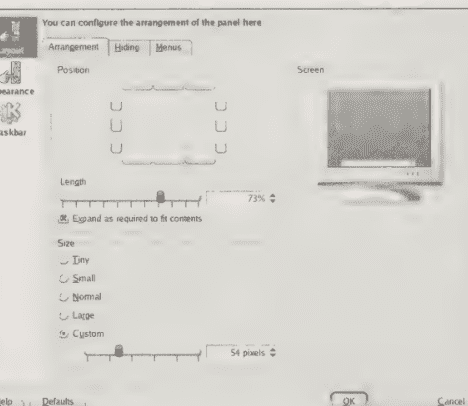 You can configure the arrangement of the panel here
Arrangement Hiding Menus
Position
Screen
Length
73%
Expand as required to fit contents
Size
Tiny
Small
Normal
Large
Custom
54 pixels
Defaults
OK
Cancel